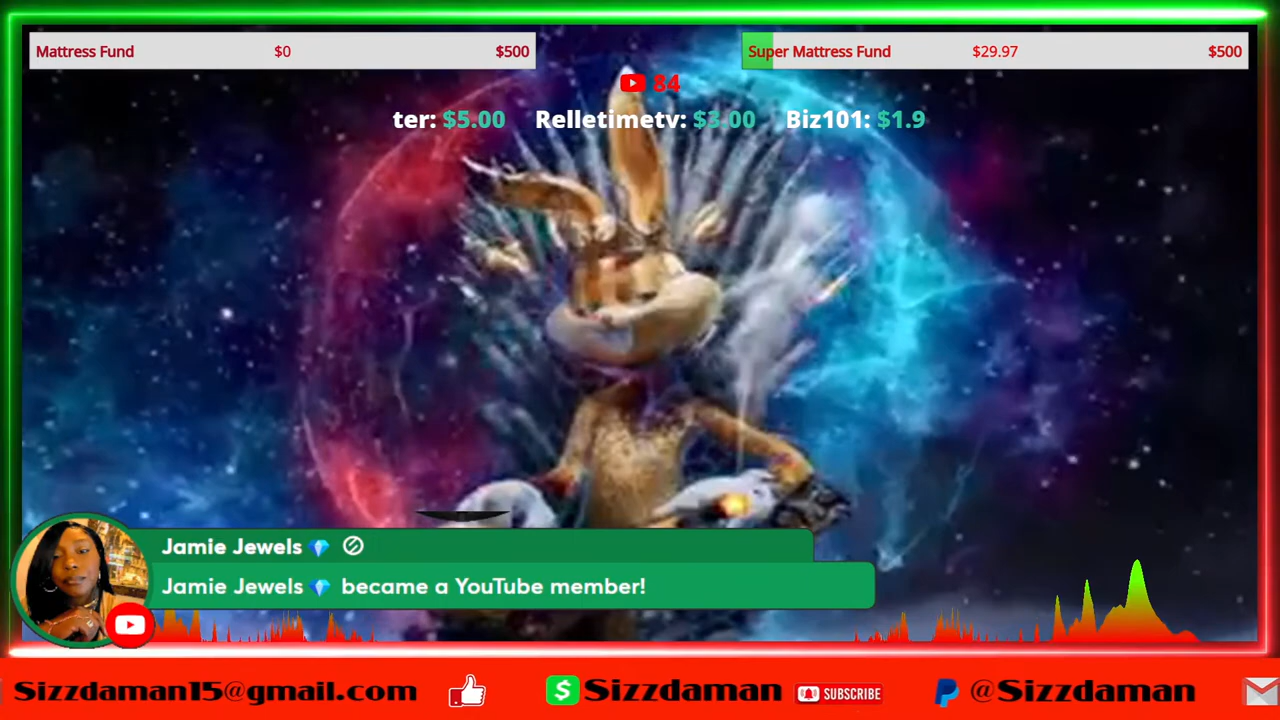 Mattress Fund $0 $500
Super Mattress Fund $29.97 $500
84
ter: $5.00 Relletimetv: $3.00 Biz101: $1.9
Jamie Jewels
Jamie Jewels became a YouTube member!
Sizzdaman15@gmail.com $ Sizzdaman SUBSCRIBE @Sizzdaman